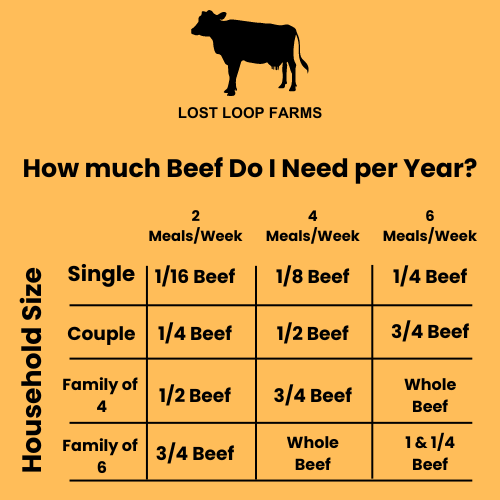 LOST LOOP FARMS
How much Beef Do I Need per Year?
2 4 6
Meals/Week Meals/Week Meals/Week
Household Size
Single 1/16 Beef 1/8 Beef 1/4 Beef
Couple 1/4 Beef 1/2 Beef 3/4 Beef
Family of 4 1/2 Beef 3/4 Beef Whole Beef
Family of 6 3/4 Beef Whole Beef 1 & 1/4 Beef